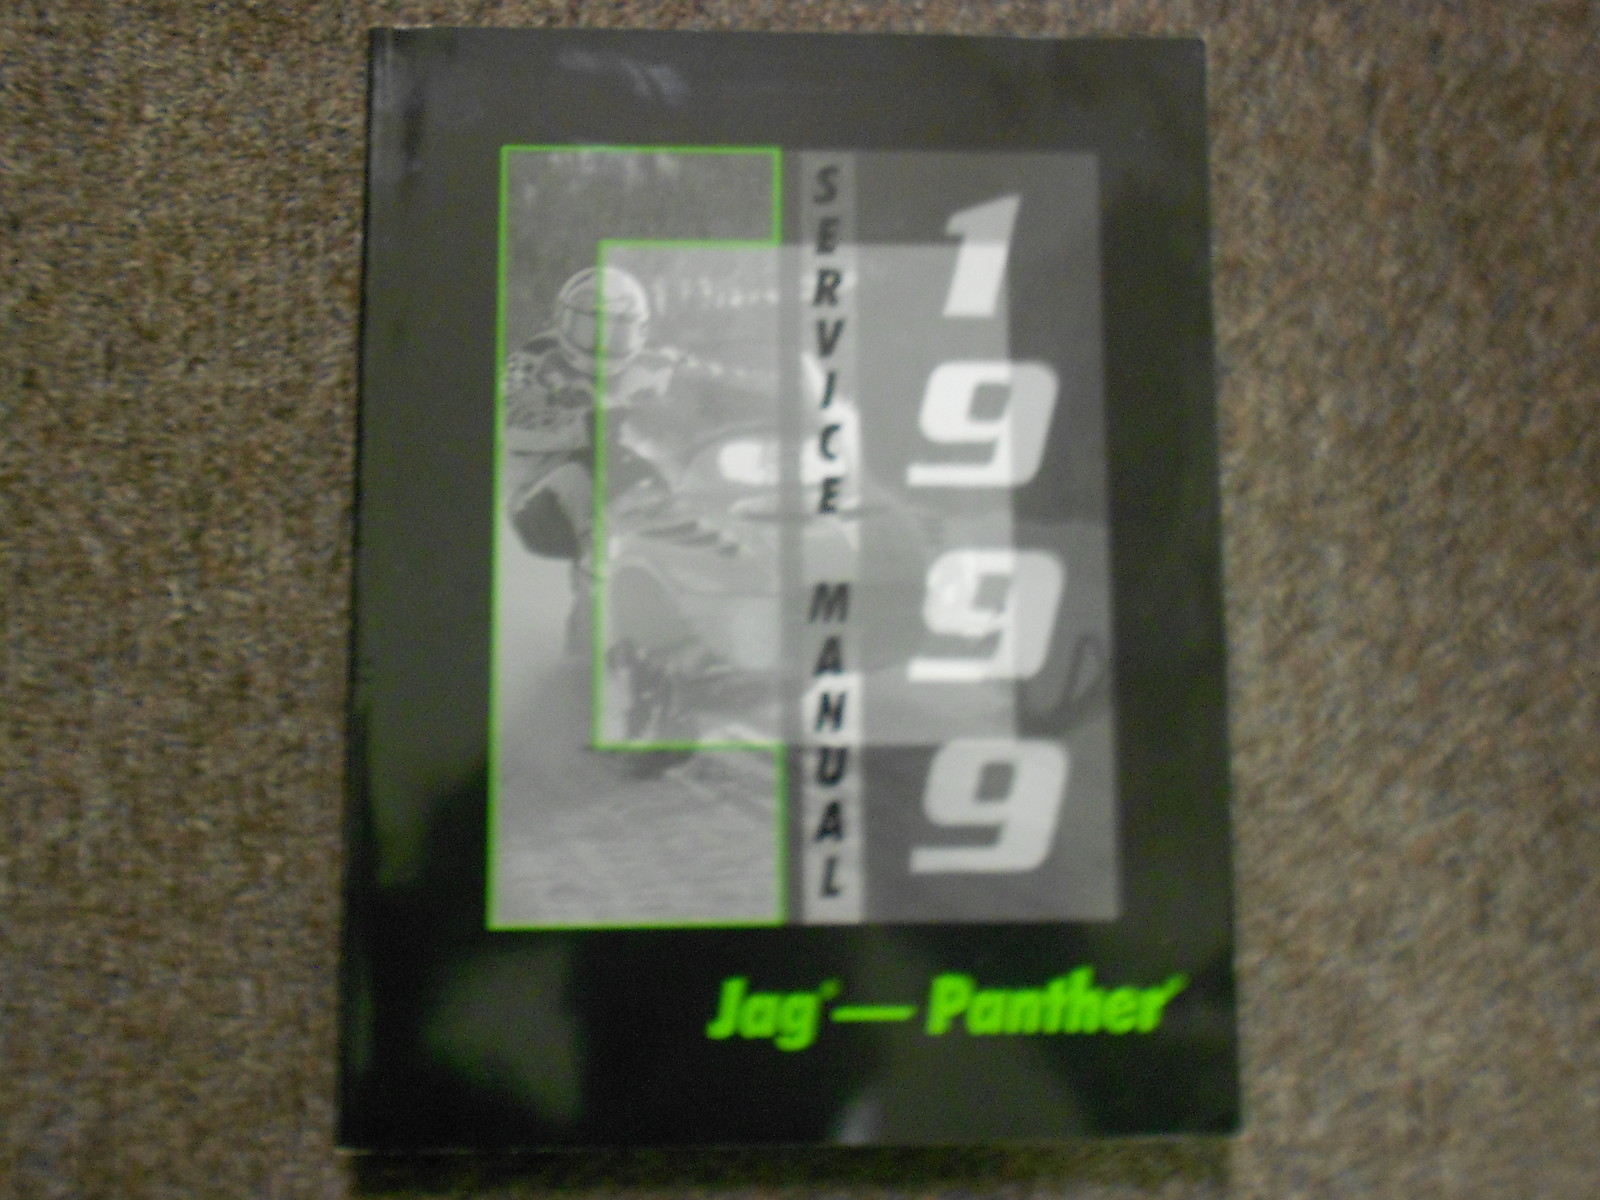 SERVICE MANUAL
1999
Jag — Panther